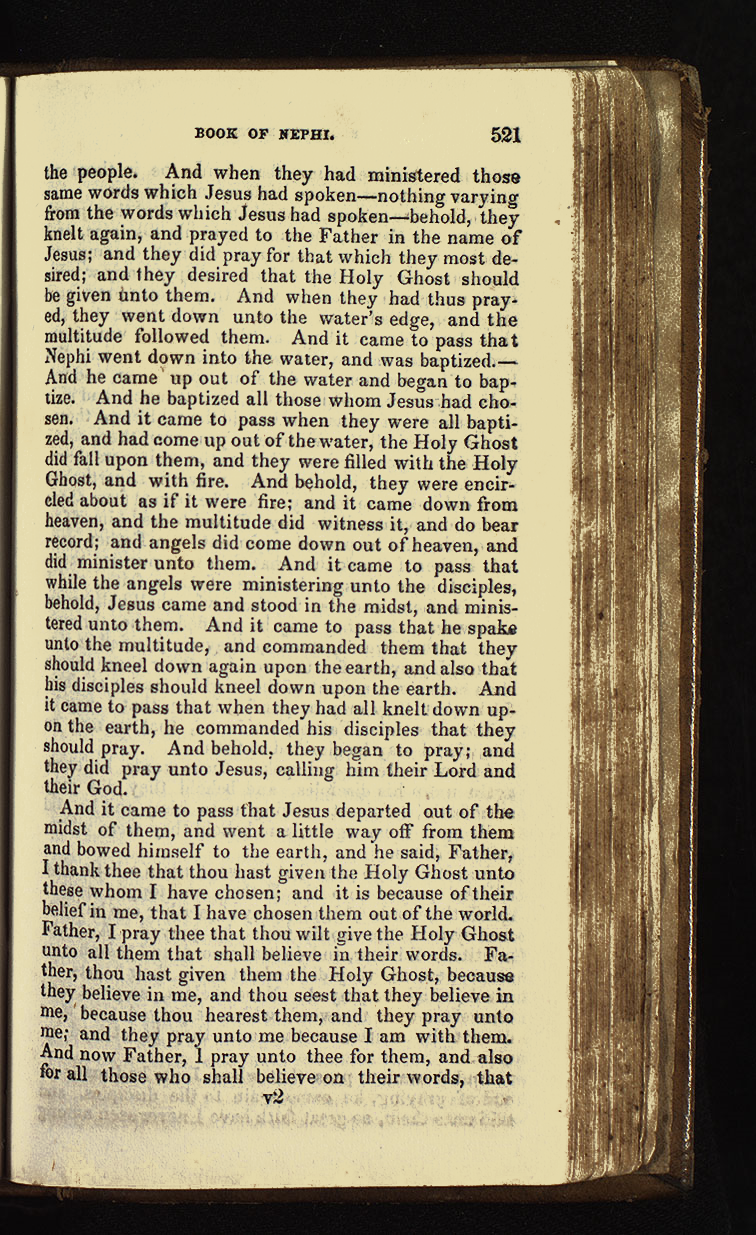 BOOK OF NEPHI. 521
the people. And when they had ministered those
same words which Jesus had spoken—nothing varying
from the words which Jesus had spoken—behold, they
knelt again, and prayed to the Father in the name of
Jesus; and they did pray for that which they most de-
sired; and they desired that the Holy Ghost should
be given unto them. And when they had thus pray-
ed, they went down unto the water's edge, and the
multitude followed them. And it came to pass that
Nephi went down into the water, and was baptized.—
And he came up out of the water and began to bap-
tize. And he baptized all those whom Jesus had cho-
sen. And it came to pass when they were all bapti-
zed, and had come up out of the water, the Holy Ghost
did fall upon them, and they were filled with the Holy
Ghost, and with fire. And behold, they were encir-
cled about as if it were fire; and it came down from
heaven, and the multitude did witness it, and do bear
record; and angels did come down out of heaven, and
did minister unto them. And it came to pass that
while the angels were ministering unto the disciples,
behold, Jesus came and stood in the midst, and minis-
tered unto them. And it came to pass that he spake
unto the multitude, and commanded them that they
should kneel down again upon the earth, and also that
his disciples should kneel down upon the earth. And
it came to pass that when they had all knelt down up-
on the earth, he commanded his disciples that they
should pray. And behold, they began to pray; and
they did pray unto Jesus, calling him their Lord and
their God.
And it came to pass that Jesus departed out of the
midst of them, and went a little way off from them
and bowed himself to the earth, and he said, Father,
I thank thee that thou hast given the Holy Ghost unto
these whom I have chosen; and it is because of their
belief in me, that I have chosen them out of the world.
Father, I pray thee that thou wilt give the Holy Ghost
unto all them that shall believe in their words. Fa-
ther, thou hast given them the Holy Ghost, because
they believe in me, and thou seest that they believe in
me, because thou hearest them, and they pray unto
me; and they pray unto me because I am with them.
And now Father, I pray unto thee for them, and also
for all those who shall believe on their words, that
v2